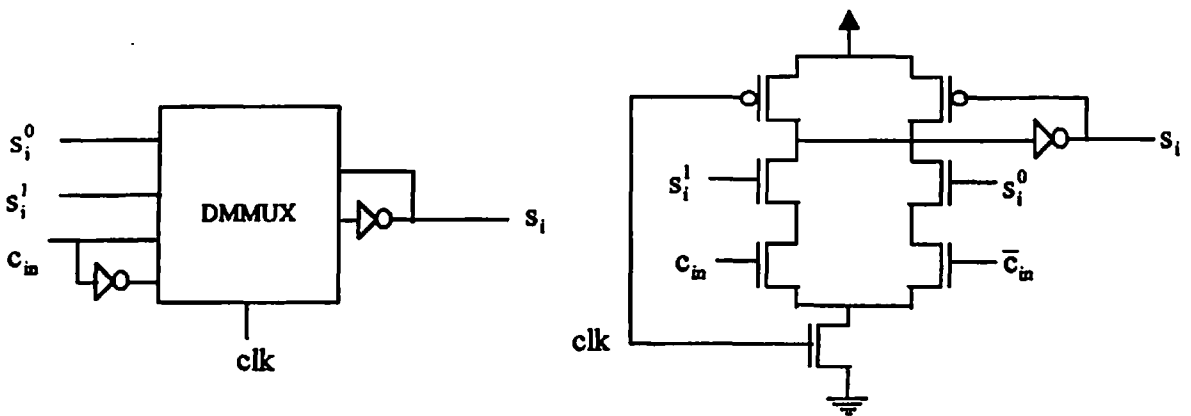 s_i^0
s_i^1
c_in
DMMUX
s_i
clk
s_i
s_i^1
s_i^0
c_in
c̅_in
clk